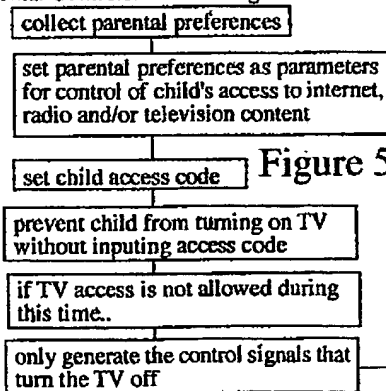 collect parental preferences
set parental preferences as parameters
for control of child's access to internet,
radio and/or television content
Figure 5
set child access code
prevent child from turning on TV
without inputing access code
if TV access is not allowed during
this time..
only generate the control signals that
turn the TV off